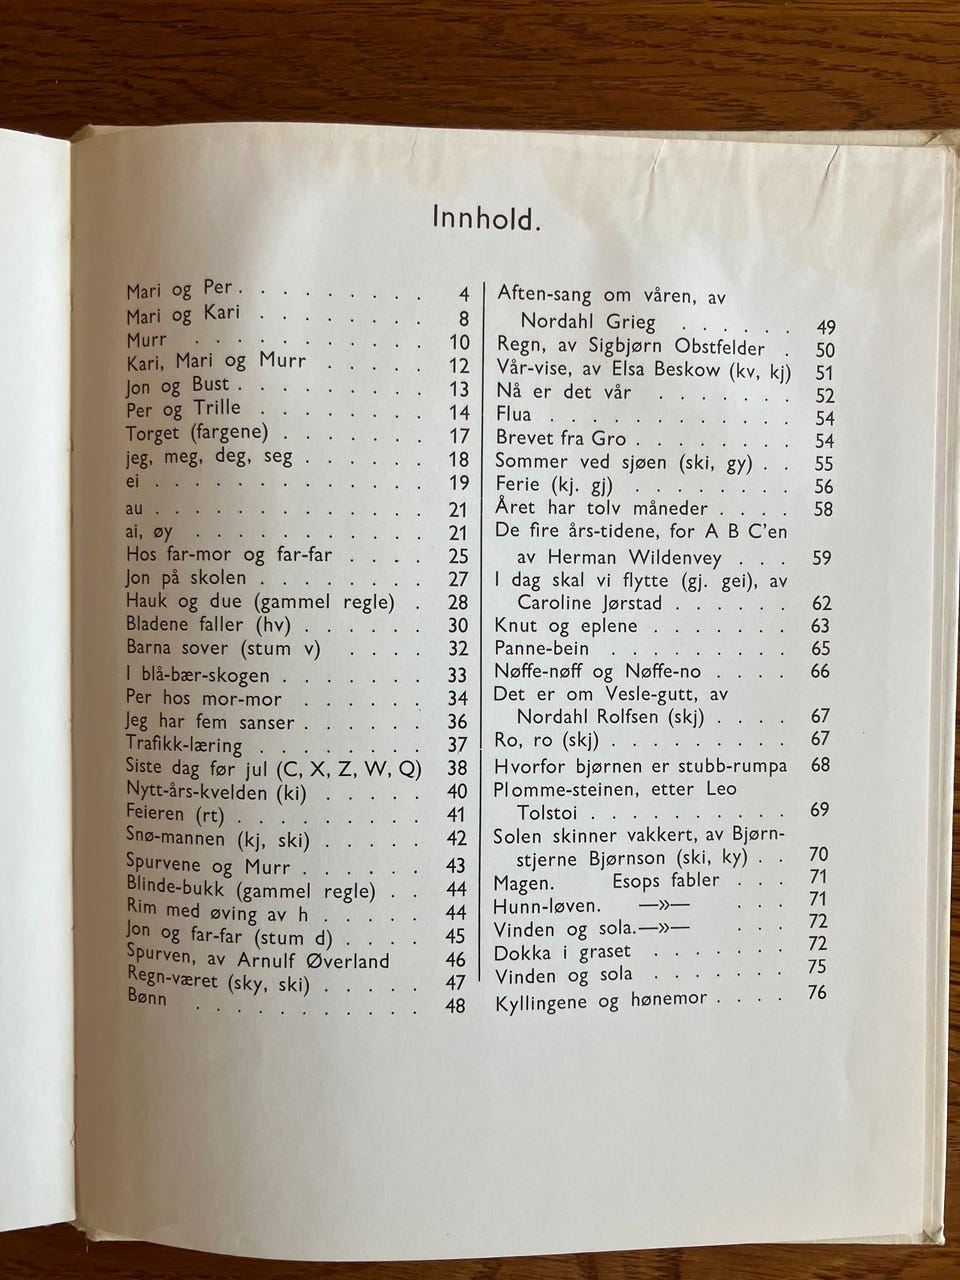 Innhold.
Mari og Per . . . . . . . . . 4
Mari og Kari . . . . . . . . 8
Murr . . . . . . . . . . . 10
Kari, Mari og Murr . . . . . 12
Jon og Bust . . . . . . . . . 13
Per og Trille . . . . . . . . 14
Torget (fargene) . . . . . . . 17
jeg, meg, deg, seg . . . . . . 18
ei . . . . . . . . . . . . . 19
au . . . . . . . . . . . . . 21
ai, øy . . . . . . . . . . . 21
Hos far-mor og far-far . . . . 25
Jon på skolen . . . . . . . . 27
Hauk og due (gammel regle) . 28
Bladene faller (hv) . . . . . . 30
Barna sover (stum v) . . . . 32
I blå-bær-skogen . . . . . . . 33
Per hos mor-mor . . . . . . 34
Jeg har fem sanser . . . . . . 36
Trafikk-læring . . . . . . . . 37
Siste dag før jul (C, X, Z, W, Q) 38
Nytt-års-kvelden (ki) . . . . . 40
Feieren (rt) . . . . . . . . . 41
Snø-mannen (kj, ski) . . . . . 42
Spurvene og Murr . . . . . . 43
Blinde-bukk (gammel regle) . . 44
Rim med øving av h . . . . . 44
Jon og far-far (stum d) . . . . 45
Spurven, av Arnulf Øverland 46
Regn-været (sky, ski) . . . . . 47
Bønn . . . . . . . . . . . 48
Aften-sang om våren, av
Nordahl Grieg . . . . . . 49
Regn, av Sigbjørn Obstfelder . 50
Vår-vise, av Elsa Beskow (kv, kj) 51
Nå er det vår . . . . . . . 52
Flua . . . . . . . . . . . . 54
Brevet fra Gro . . . . . . . . 54
Sommer ved sjøen (ski, gy) . . 55
Ferie (kj. gj) . . . . . . . . 56
Året har tolv måneder . . . . 58
De fire års-tidene, for A B C'en
av Herman Wildenvey . . . 59
I dag skal vi flytte (gj. gei), av
Caroline Jørstad . . . . . . 62
Knut og eplene . . . . . . . 63
Panne-bein . . . . . . . . . 65
Nøffe-nøff og Nøffe-no . . . . 66
Det er om Vesle-gutt, av
Nordahl Rolfsen (skj) . . . . 67
Ro, ro (skj) . . . . . . . . . 67
Hvorfor bjørnen er stubb-rumpa 68
Plomme-steinen, etter Leo
Tolstoi . . . . . . . . . . 69
Solen skinner vakkert, av Bjørn-
stjerne Bjørnson (ski, ky) . . 70
Magen. Esops fabler . . . 71
Hunn-løven. —»— . . . 71
Vinden og sola. —»— . . . 72
Dokka i graset . . . . . . . 72
Vinden og sola . . . . . . . 75
Kyllingene og hønemor . . . . 76